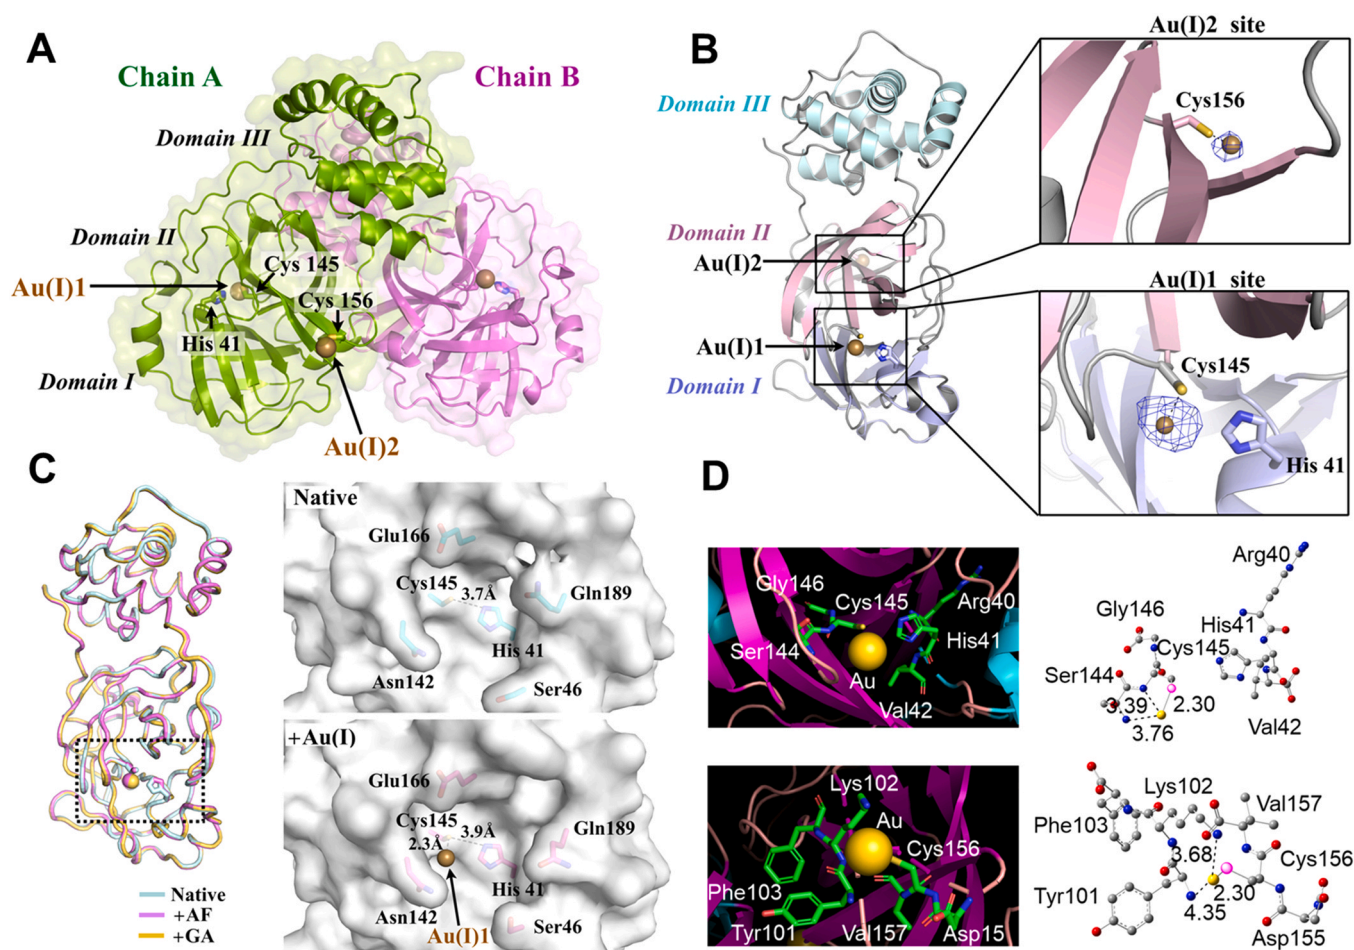 A
Chain A
Chain B
Domain III
Domain II
Cys 145
Au(I)1
Cys 156
His 41
Domain I
Au(I)2
B
Domain III
Domain II
Au(I)2
Au(I)1
Domain I
Au(I)2 site
Cys156
Au(I)1 site
Cys145
His 41
C
Native
+AF
+GA
Native
Glu166
Cys145
3.7Å
Gln189
His 41
Asn142
Ser46
+Au(I)
Glu166
Cys145
3.9Å
2.3Å
Gln189
His 41
Asn142
Au(I)1
Ser46
D
Gly146
Cys145
Arg40
His41
Ser144
Au
Val42
Arg40
Gly146
His41
Cys145
Ser144
3.39
2.30
3.76
Val42
Lys102
Au
Cys156
Phe103
Tyr101
Val157
Asp15
Lys102
Val157
Phe103
3.68
Cys156
2.30
Tyr101
4.35
Asp155